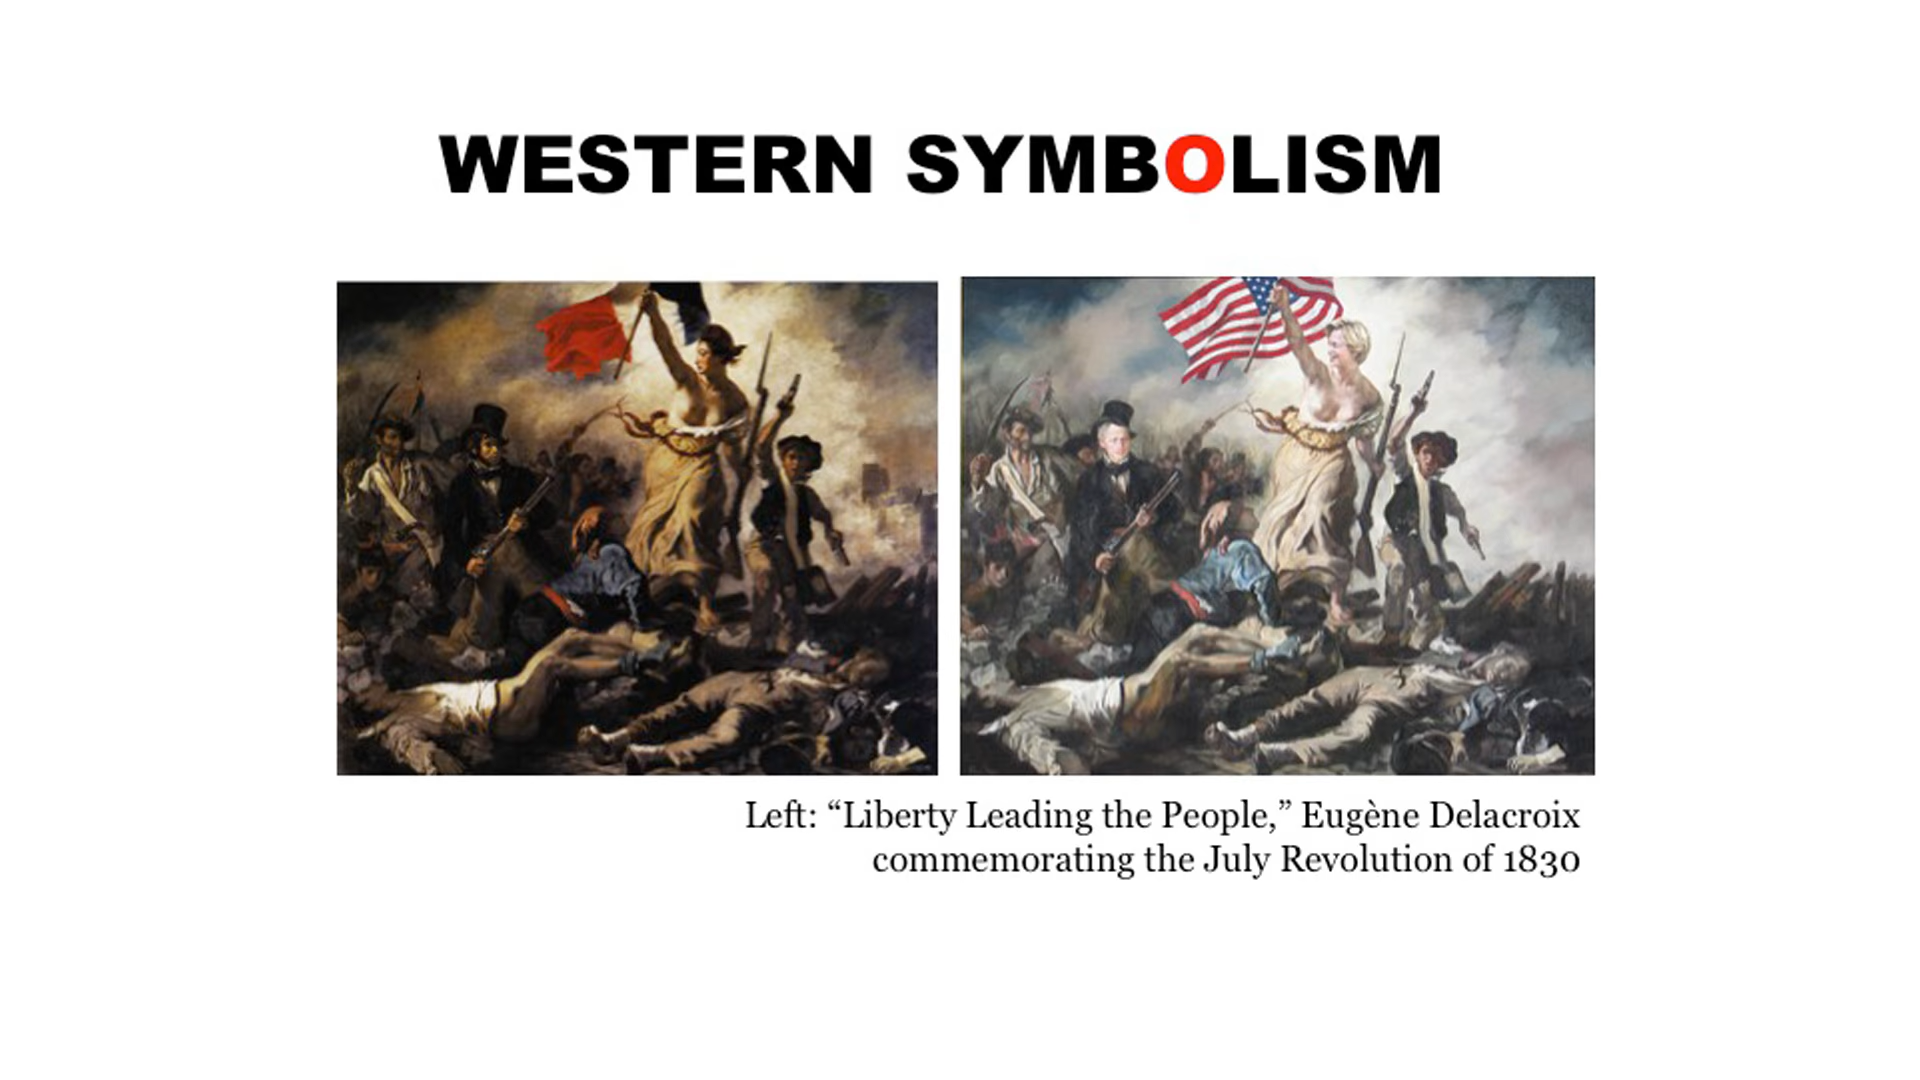 WESTERN SYMBOLISM
Left: “Liberty Leading the People,” Eugène Delacroix
commemorating the July Revolution of 1830